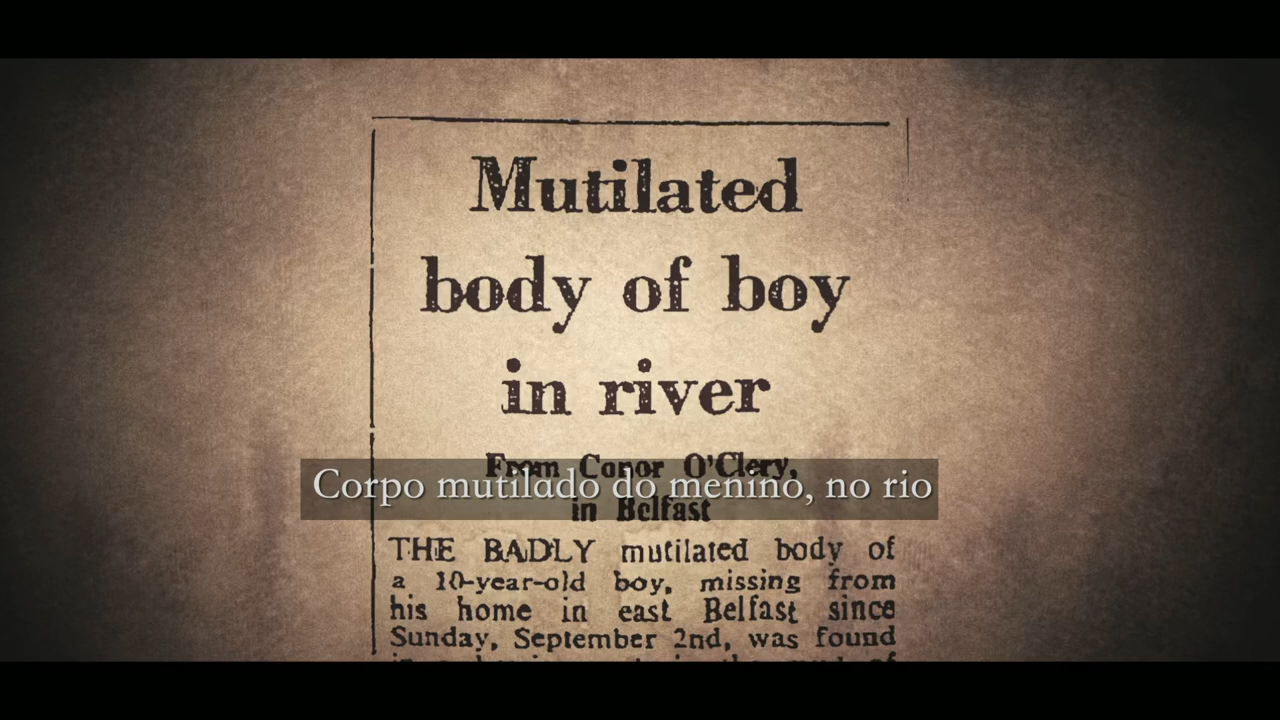 Mutilated
body of boy
in river
From Conor O'Clery,
Corpo mutilado do menino, no rio
in Belfast
THE BADLY mutilated body of
a 10-year-old boy, missing from
his home in east Belfast since
Sunday, September 2nd, was found